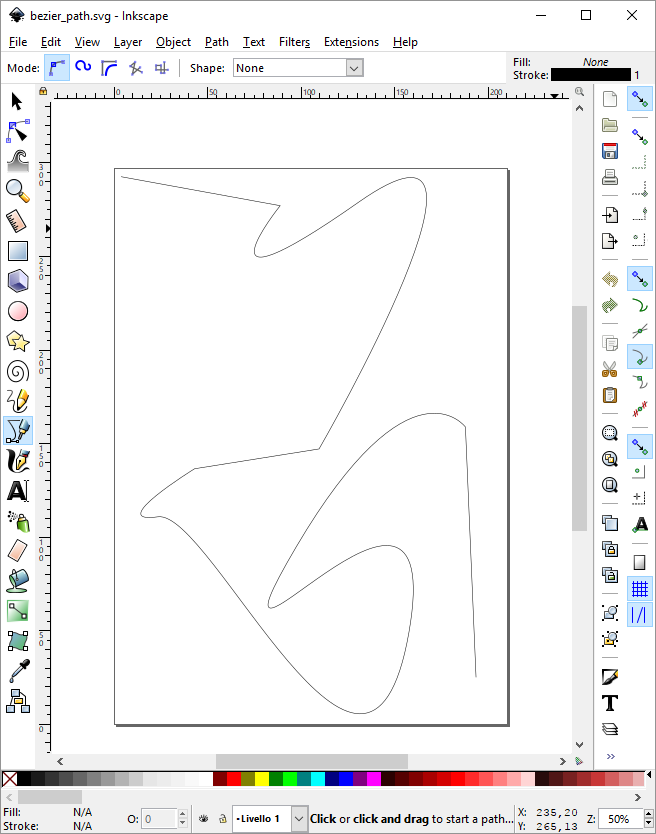 bezier_path.svg - Inkscape
File Edit View Layer Object Path Text Filters Extensions Help
Mode: Shape: None Fill: None
Stroke: 1
0 50 100 150 200
300
250
200
150
100
50
0
A
A
T
»
Fill: N/A O: 0 •Livello 1 Click or click and drag to start a path... X: 235,20 Z: 50%
Stroke: N/A Y: 265,13